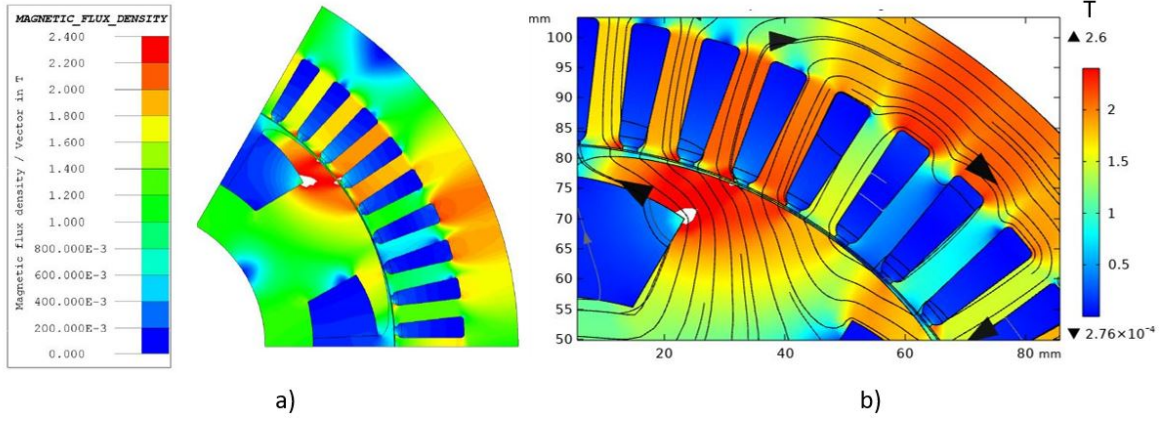 MAGNETIC_FLUX_DENSITY
2.400
2.200
2.000
1.800
1.600
1.400
1.200
1.000
800.000E-3
600.000E-3
400.000E-3
200.000E-3
0.000
Magnetic flux density / Vector in T
a)
mm
100
95
90
85
80
75
70
65
60
55
50
20
40
60
80 mm
T
▲ 2.6
2
1.5
1
0.5
▼ 2.76×10⁻⁴
b)